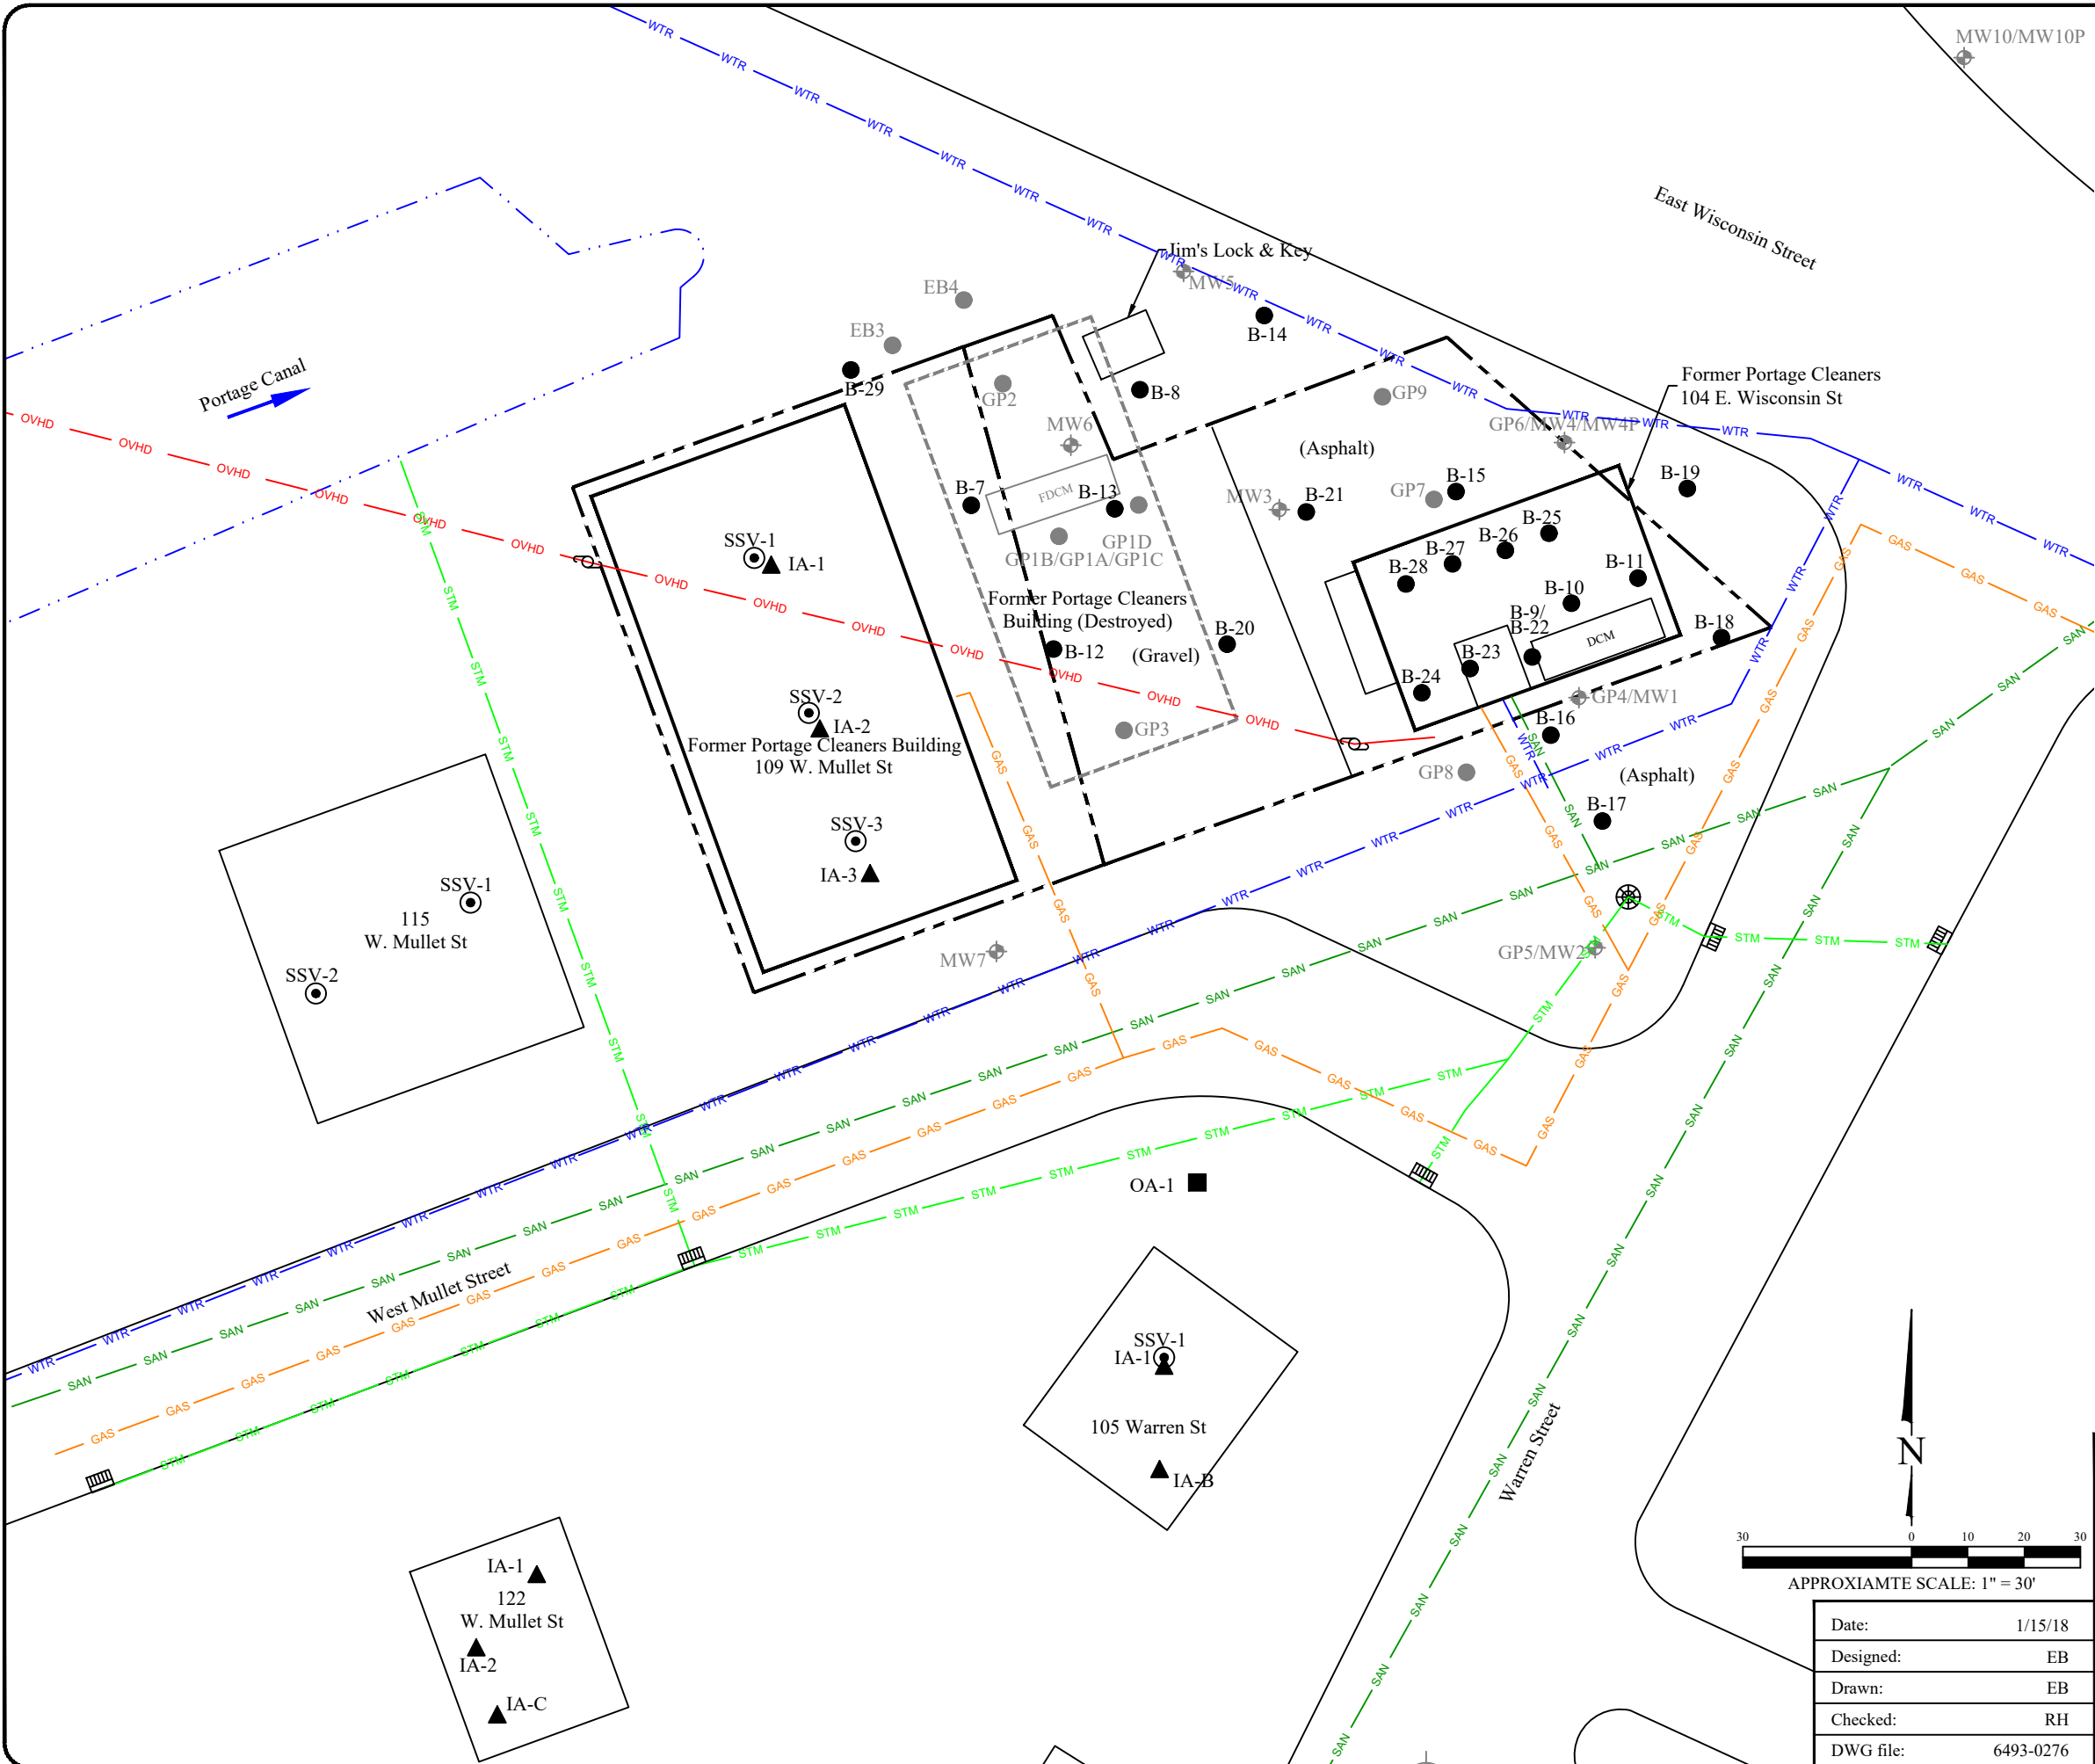 MW10/MW10P
East Wisconsin Street
Jim's Lock & Key
MW5
EB4
B-14
EB3
B-29
Portage Canal
GP2
B-8
GP9
Former Portage Cleaners
104 E. Wisconsin St
MW6
GP6/MW4/MW4P
(Asphalt)
B-19
B-7
FDCM
B-13
MW3
B-21
GP7
B-15
GP1D
GP1B/GP1A/GP1C
B-25
B-26
B-27
B-28
B-11
B-10
SSV-1
IA-1
Former Portage Cleaners
Building (Destroyed)
B-9/
B-22
DCM
B-18
B-20
B-12
(Gravel)
B-23
B-24
GP4/MW1
SSV-2
IA-2
B-16
GP3
Former Portage Cleaners Building
109 W. Mullet St
GP8
(Asphalt)
B-17
SSV-3
IA-3
SSV-1
115
W. Mullet St
SSV-2
MW7
GP5/MW2
OA-1
West Mullet Street
SSV-1
IA-1
105 Warren St
IA-B
Warren Street
IA-1
122
W. Mullet St
IA-2
IA-C
N
30 0 10 20 30
APPROXIAMTE SCALE: 1" = 30'
Date: 1/15/18
Designed: EB
Drawn: EB
Checked: RH
DWG file: 6493-0276
WTR
OVHD
STM
GAS
SAN